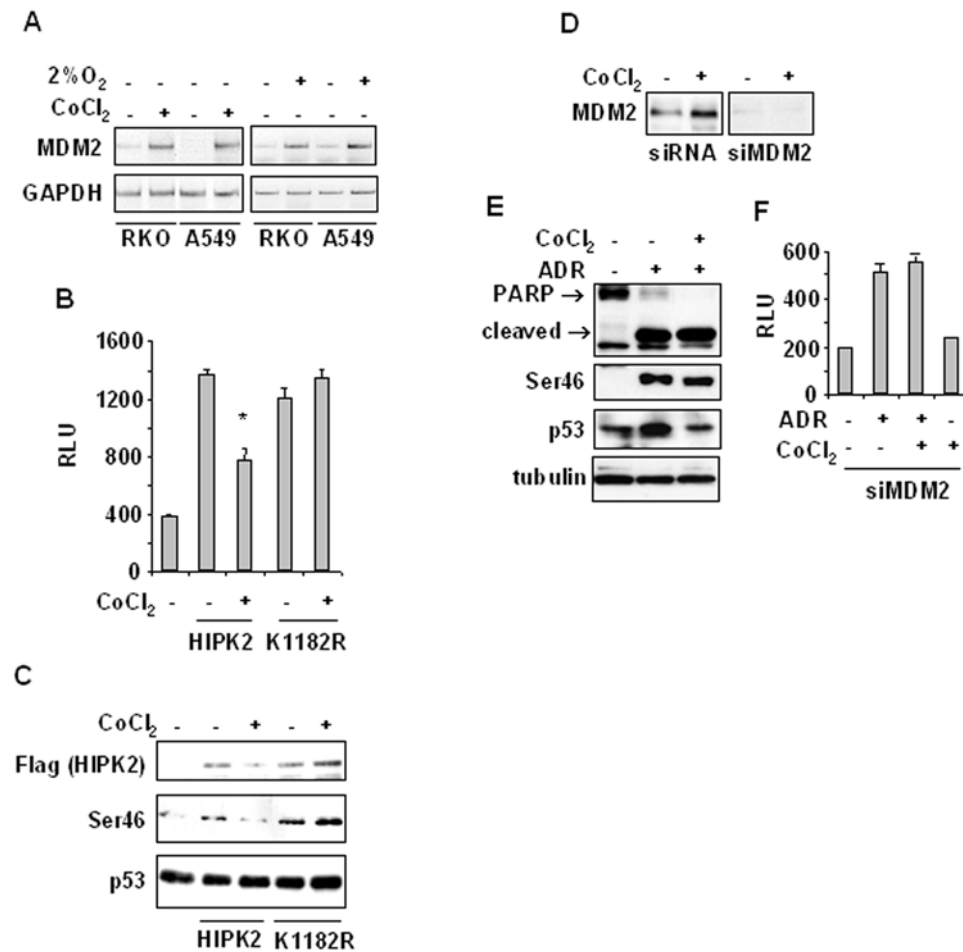 A
2%O2 - - - - - + - +
CoCl2 - + - + - - - -
MDM2
GAPDH
RKO A549 RKO A549
B
1600
1200
800
400
0
RLU
*
CoCl2 - - + - +
HIPK2 K1182R
C
CoCl2 - - + - +
Flag (HIPK2)
Ser46
p53
HIPK2 K1182R
D
CoCl2 - + - +
MDM2
siRNA siMDM2
E
CoCl2 - - +
ADR - + +
PARP →
cleaved →
Ser46
p53
tubulin
F
600
400
200
0
RLU
ADR - + + -
CoCl2 - - + +
siMDM2